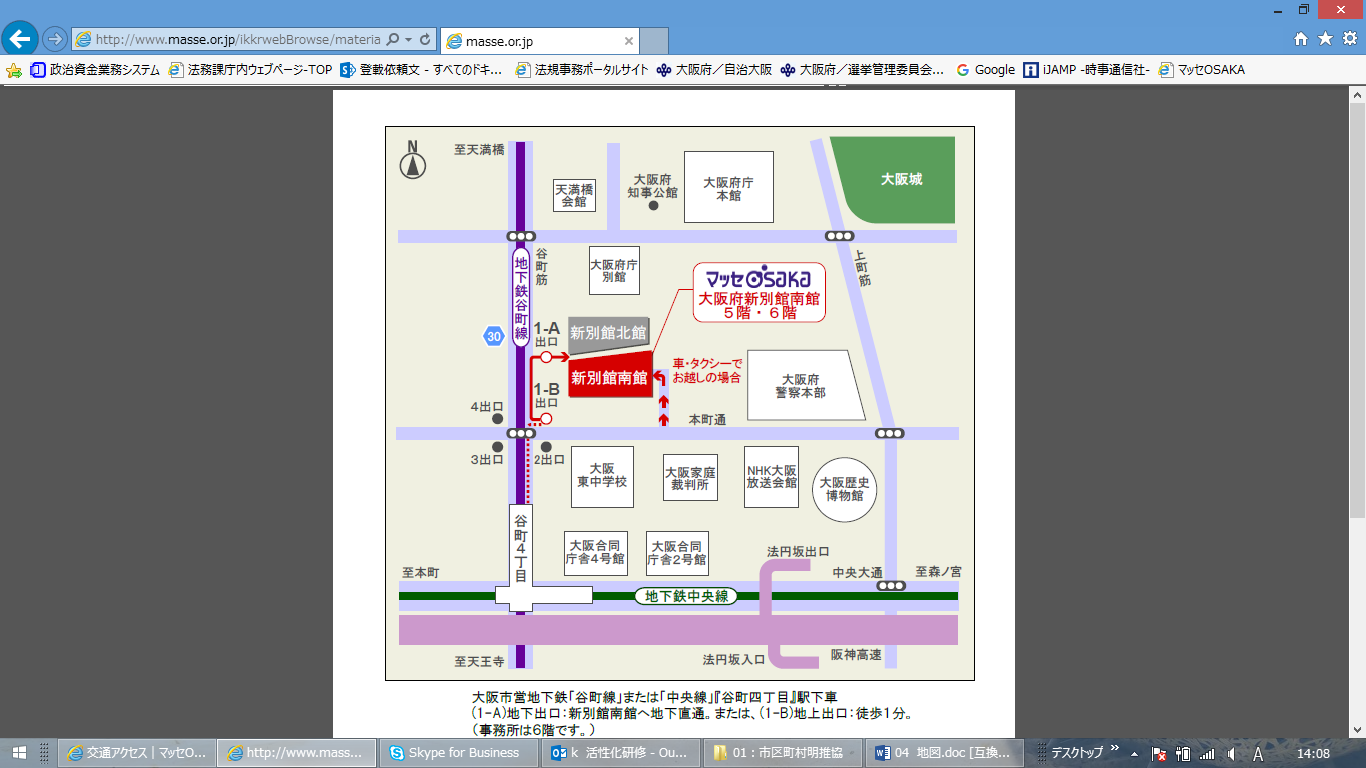 http://www.masse.or.jp/ikkrwebBrowse/materia
masse.or.jp
政治資金業務システム
法務課庁内ウェブページ-TOP
登載依頼文 - すべてのドキ...
法規事務ポータルサイト
大阪府／自治大阪
大阪府／選挙管理委員会...
Google
iJAMP -時事通信社-
マッセOSAKA
N
至天満橋
天満橋
会館
大阪府
知事公館
大阪府庁
本館
大阪城
谷町筋
大阪府庁
別館
上町筋
マッセOSAKA
大阪府新別館南館
５階・６階
地下鉄谷町線
30
1-A
出口
新別館北館
新別館南館
1-B
出口
車・タクシーで
お越しの場合
大阪府
警察本部
4出口
本町通
3出口
2出口
大阪
東中学校
大阪家庭
裁判所
NHK大阪
放送会館
大阪歴史
博物館
谷町４丁目
大阪合同
庁舎4号館
大阪合同
庁舎2号館
法円坂出口
至本町
中央大通
至森ノ宮
地下鉄中央線
至天王寺
法円坂入口
阪神高速
大阪市営地下鉄「谷町線」または「中央線」『谷町四丁目』駅下車
(1-A)地下出口：新別館南館へ地下直通。または、(1-B)地上出口：徒歩1分。
（事務所は6階です。）
交通アクセス | マッセO...
http://www.mass...
Skype for Business
k 活性化研修 - Ou...
01：市区町村明推協
04 地図.doc [互換...
デスクトップ
A
14:08